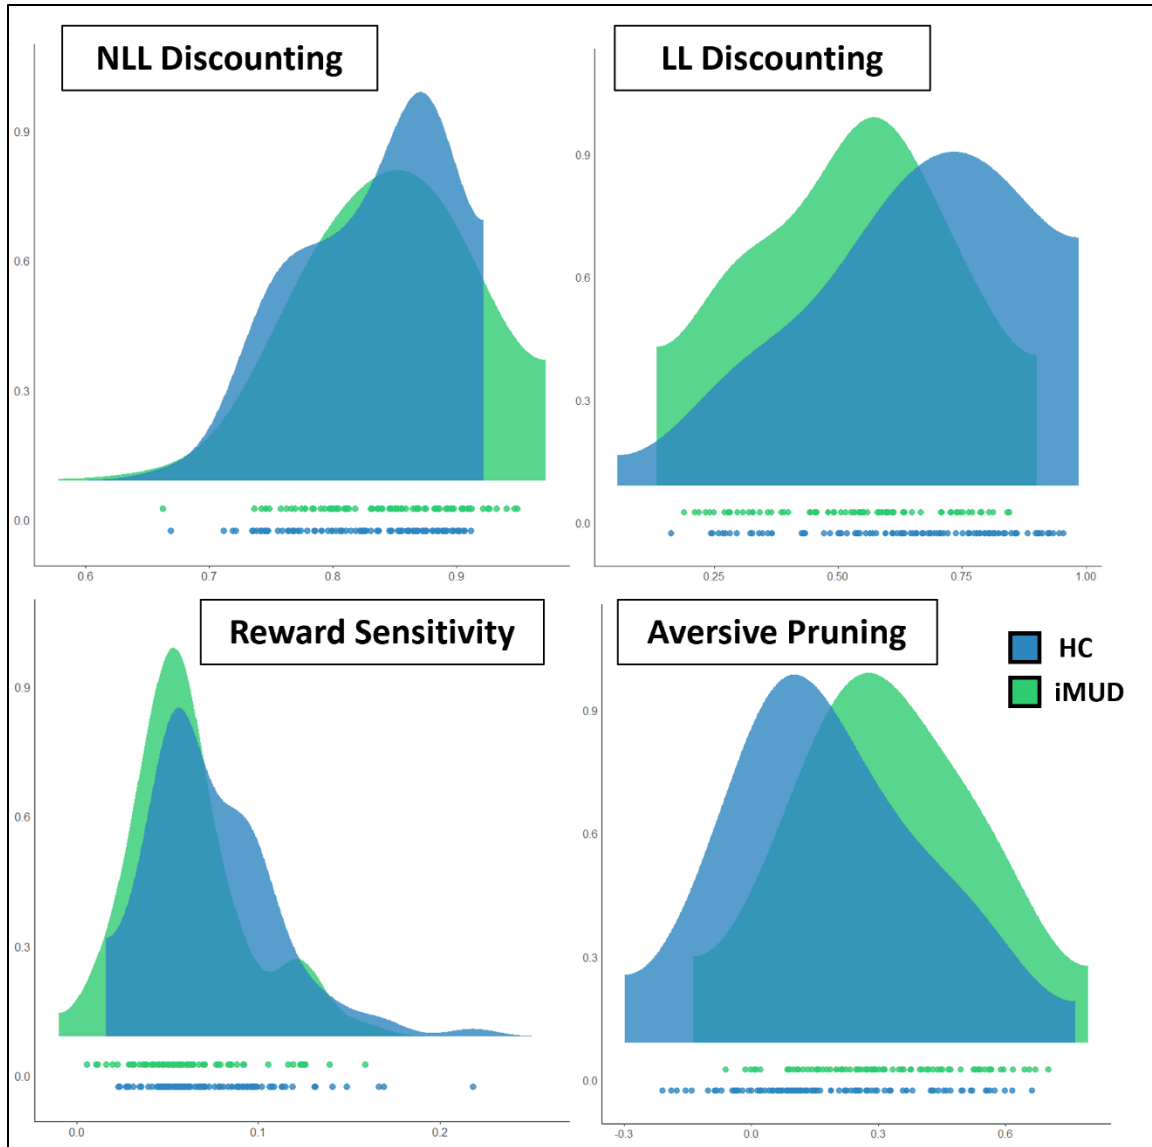 NLL Discounting
0.9
0.6
0.3
0.0
0.6 0.7 0.8 0.9
LL Discounting
0.9
0.6
0.3
0.0
0.25 0.50 0.75 1.00
Reward Sensitivity
0.9
0.6
0.3
0.0
0.0 0.1 0.2
Aversive Pruning
HC
iMUD
0.9
0.6
0.3
0.0
-0.3 0.0 0.3 0.6